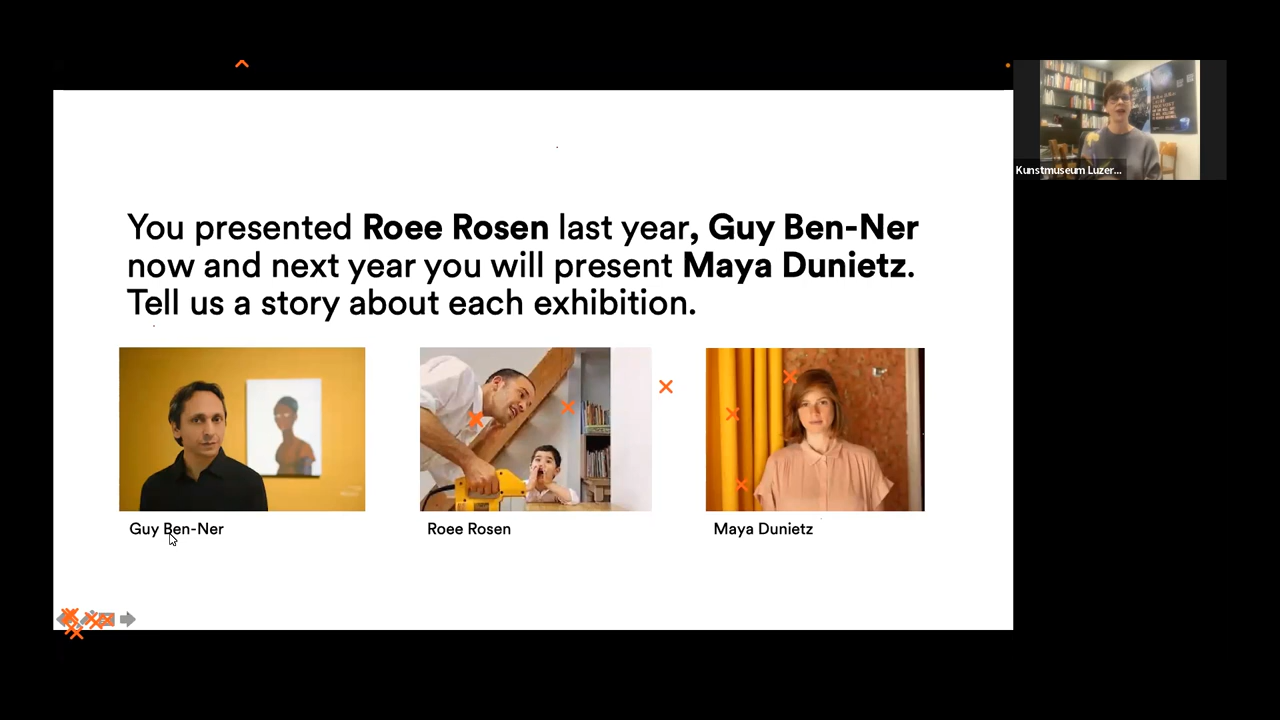 You presented Roee Rosen last year, Guy Ben-Ner
now and next year you will present Maya Dunietz.
Tell us a story about each exhibition.
Guy Ben-Ner
Roee Rosen
Maya Dunietz
Kunstmuseum Luzer...